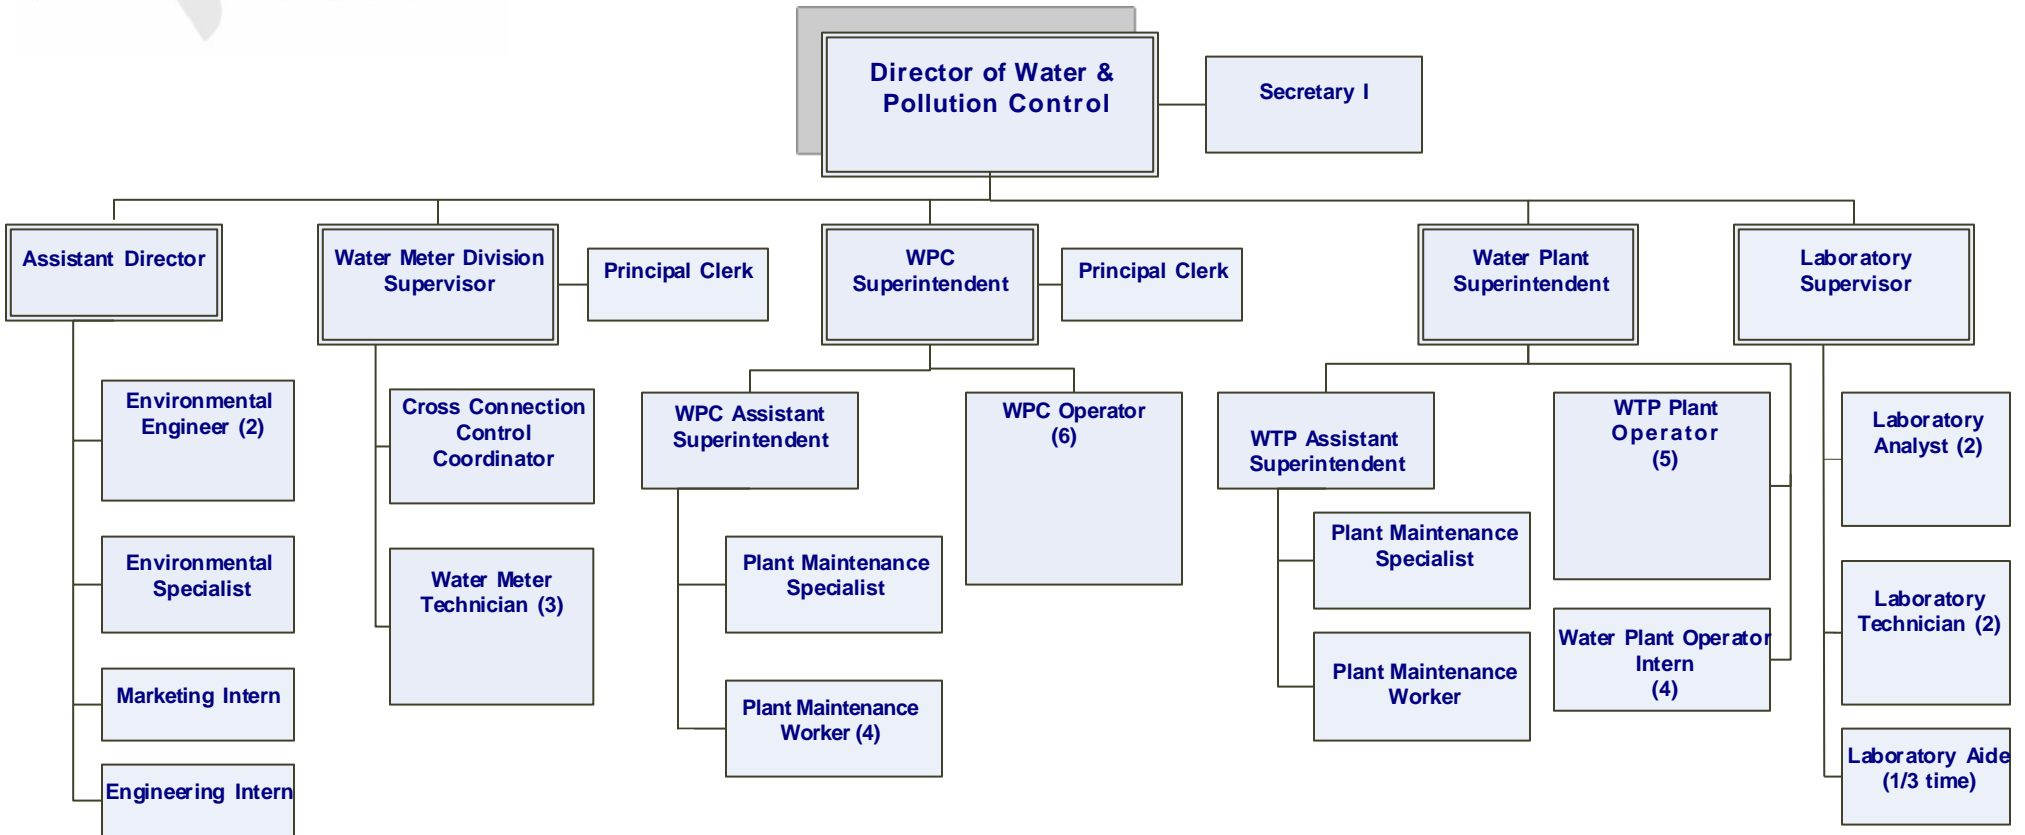 Director of Water &
Pollution Control
Secretary I
Assistant Director
Water Meter Division
Supervisor
Principal Clerk
WPC
Superintendent
Principal Clerk
Water Plant
Superintendent
Laboratory
Supervisor
Environmental
Engineer (2)
Environmental
Specialist
Marketing Intern
Engineering Intern
Cross Connection
Control
Coordinator
Water Meter
Technician (3)
WPC Assistant
Superintendent
Plant Maintenance
Specialist
Plant Maintenance
Worker (4)
WPC Operator
(6)
WTP Assistant
Superintendent
Plant Maintenance
Specialist
Plant Maintenance
Worker
WTP Plant
Operator
(5)
Water Plant Operator
Intern
(4)
Laboratory
Analyst (2)
Laboratory
Technician (2)
Laboratory Aide
(1/3 time)